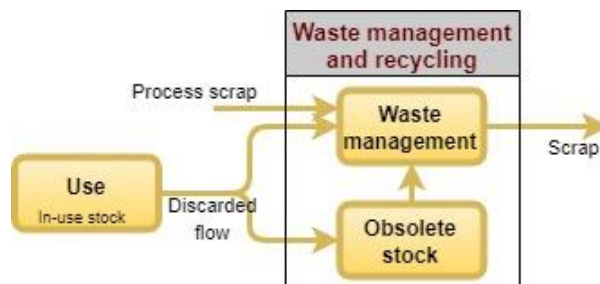 Waste management
and recycling
Process scrap
Waste
management
Scrap
Use
In-use stock
Discarded
flow
Obsolete
stock